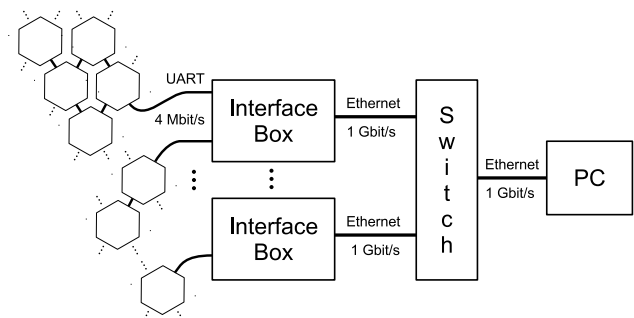 UART
4 Mbit/s
Interface
Box
Ethernet
1 Gbit/s
Interface
Box
Ethernet
1 Gbit/s
S
w
i
t
c
h
Ethernet
1 Gbit/s
PC